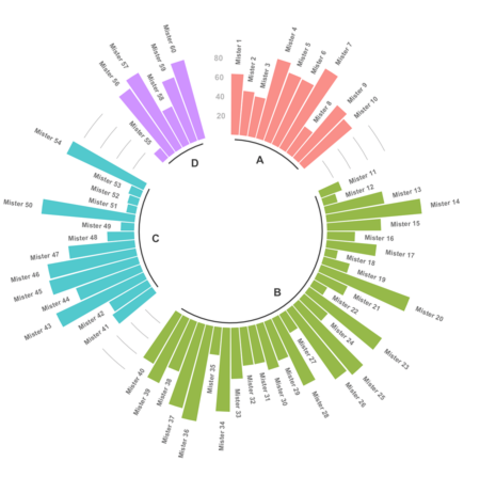 80
60
40
20
Mister 1
Mister 2
Mister 3
Mister 4
Mister 5
Mister 6
Mister 7
Mister 8
Mister 9
Mister 10
A
Mister 11
Mister 12
Mister 13
Mister 14
Mister 15
Mister 16
Mister 17
Mister 18
Mister 19
Mister 20
Mister 21
Mister 22
Mister 23
Mister 24
Mister 25
Mister 26
Mister 27
Mister 28
Mister 29
Mister 30
Mister 31
Mister 32
Mister 33
Mister 34
Mister 35
Mister 36
Mister 37
Mister 38
Mister 39
Mister 40
B
Mister 41
Mister 42
Mister 43
Mister 44
Mister 45
Mister 46
Mister 47
Mister 48
Mister 49
Mister 50
Mister 51
Mister 52
Mister 53
Mister 54
C
Mister 55
Mister 56
Mister 57
Mister 58
Mister 59
Mister 60
D